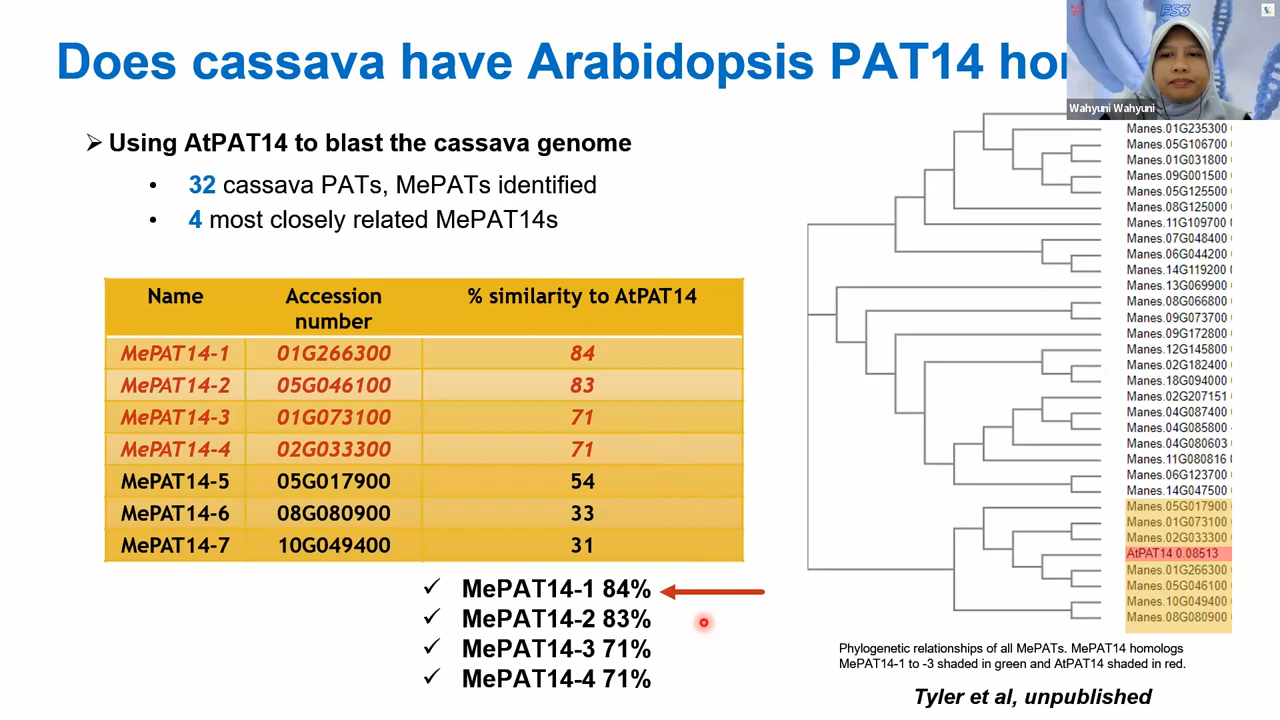 FS3
Does cassava have Arabidopsis PAT14
Wahyuni Wahyuni
➢ Using AtPAT14 to blast the cassava genome
• 32 cassava PATs, MePATs identified
• 4 most closely related MePAT14s
Name Accession number % similarity to AtPAT14
MePAT14-1 01G266300 84
MePAT14-2 05G046100 83
MePAT14-3 01G073100 71
MePAT14-4 02G033300 71
MePAT14-5 05G017900 54
MePAT14-6 08G080900 33
MePAT14-7 10G049400 31
✓ MePAT14-1 84%
✓ MePAT14-2 83%
✓ MePAT14-3 71%
✓ MePAT14-4 71%
Manes.01G235300
Manes.05G106700
Manes.01G031800
Manes.09G001500
Manes.05G125500
Manes.08G125000
Manes.11G109700
Manes.07G048400
Manes.06G044200
Manes.14G119200
Manes.13G069900
Manes.08G066800
Manes.09G073700
Manes.09G172800
Manes.12G145800
Manes.02G182400
Manes.18G094000
Manes.02G207151
Manes.04G087400
Manes.04G085800
Manes.04G080603
Manes.11G080816
Manes.06G123700
Manes.14G047500
Manes.05G017900
Manes.01G073100
Manes.02G033300
AtPAT14 0.08513
Manes.01G266300
Manes.05G046100
Manes.10G049400
Manes.08G080900
Phylogenetic relationships of all MePATs. MePAT14 homologs
MePAT14-1 to -3 shaded in green and AtPAT14 shaded in red.
Tyler et al, unpublished